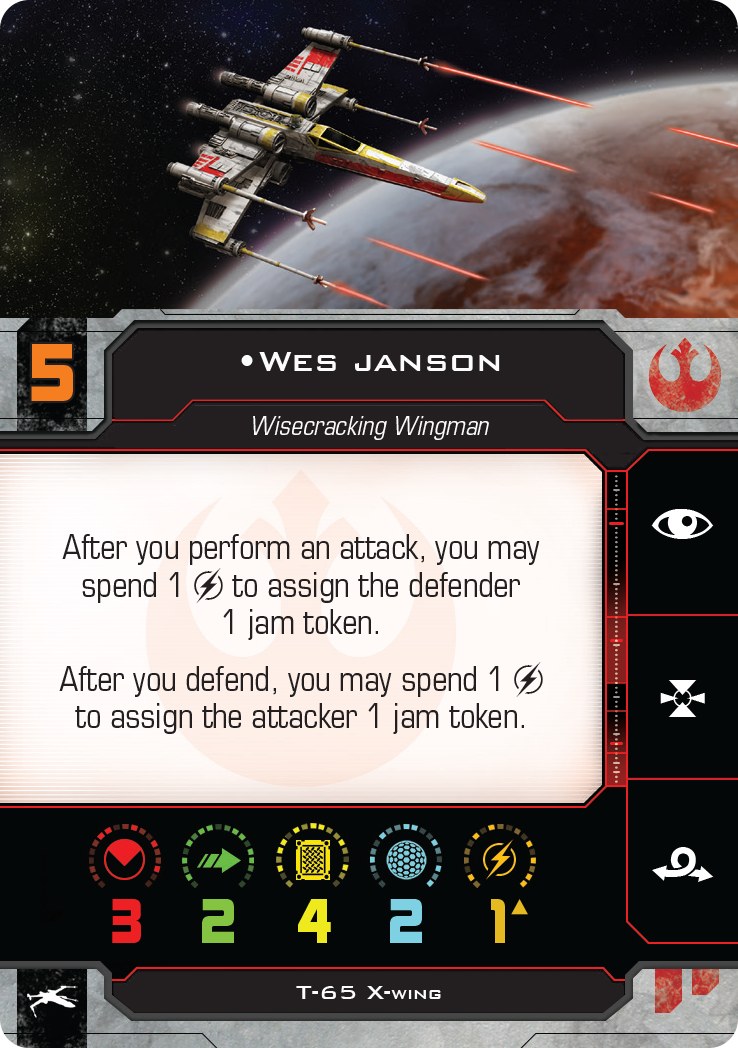 5
•Wes Janson
Wisecracking Wingman
After you perform an attack, you may
spend 1 to assign the defender
1 jam token.
After you defend, you may spend 1
to assign the attacker 1 jam token.
3 2 4 2 1
T-65 X-wing